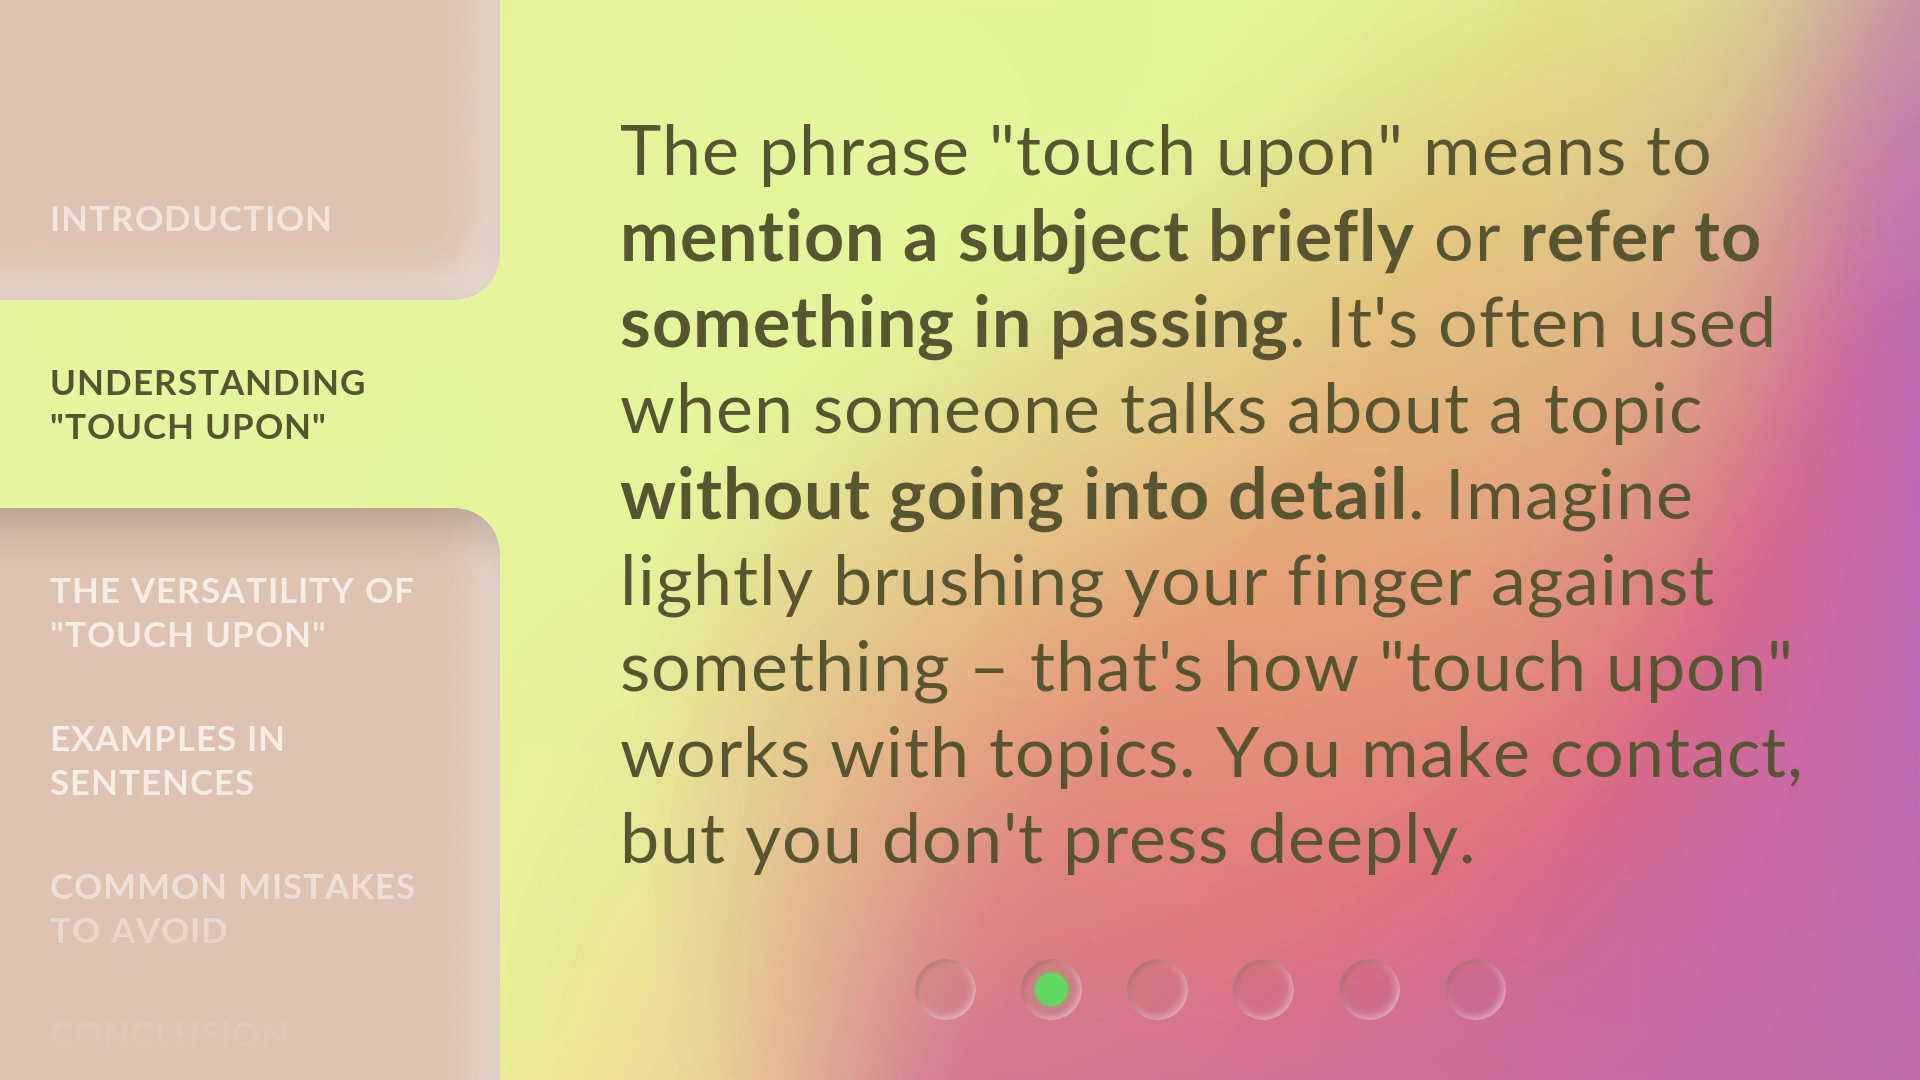 INTRODUCTION
UNDERSTANDING
"TOUCH UPON"
THE VERSATILITY OF
"TOUCH UPON"
EXAMPLES IN
SENTENCES
COMMON MISTAKES
TO AVOID
CONCLUSION
The phrase "touch upon" means to
mention a subject briefly or refer to
something in passing. It's often used
when someone talks about a topic
without going into detail. Imagine
lightly brushing your finger against
something – that's how "touch upon"
works with topics. You make contact,
but you don't press deeply.